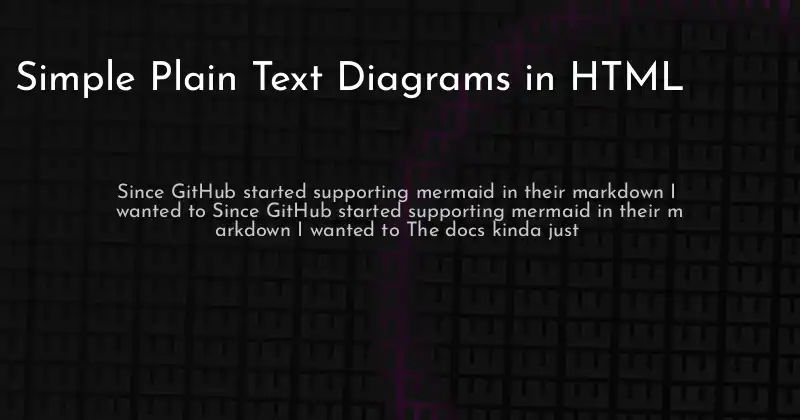 Simple Plain Text Diagrams in HTML
Since GitHub started supporting mermaid in their markdown I
wanted to Since GitHub started supporting mermaid in their m
arkdown I wanted to The docs kinda just